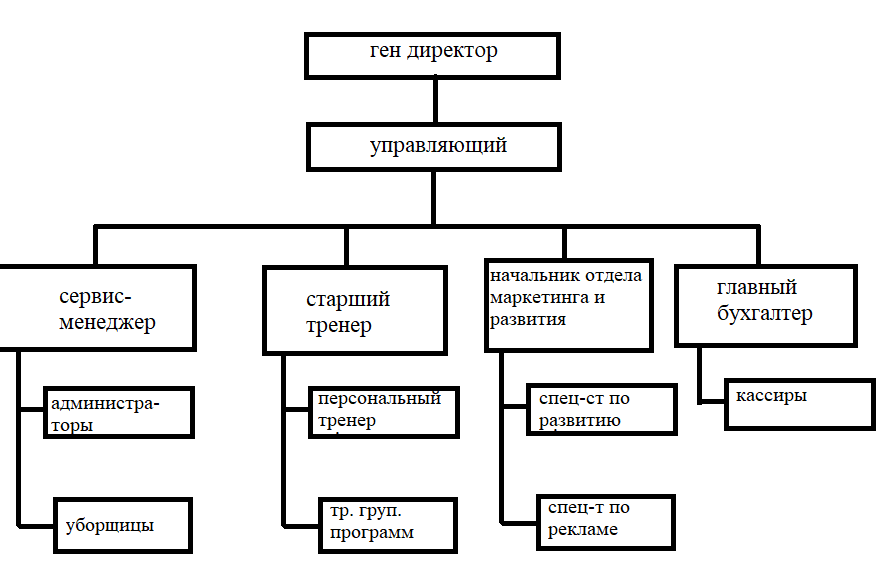 ген директор
управляющий
сервис-
менеджер
старший
тренер
начальник отдела
маркетинга и
развития
главный
бухгалтер
администра-
торы
персональный
тренер
спец-ст по
развитию
кассиры
уборщицы
тр. груп.
программ
спец-т по
рекламе